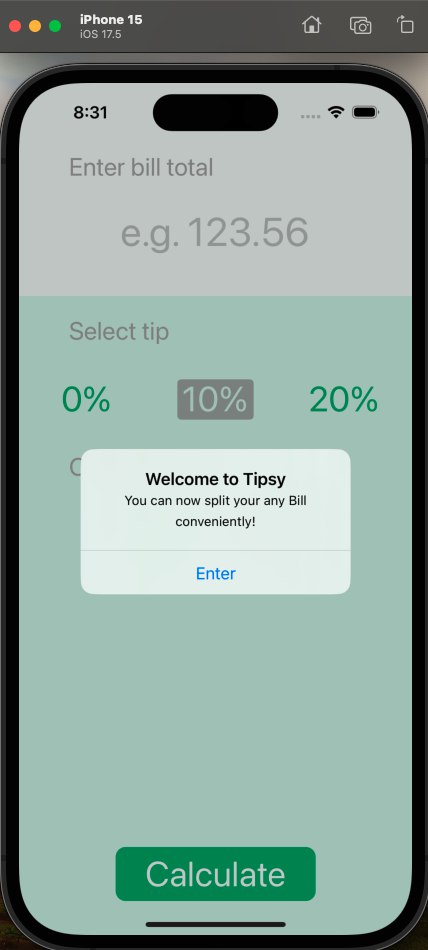 iPhone 15
iOS 17.5
8:31
Enter bill total
e.g. 123.56
Select tip
0% 10% 20%
C
Welcome to Tipsy
You can now split your any Bill
conveniently!
Enter
Calculate